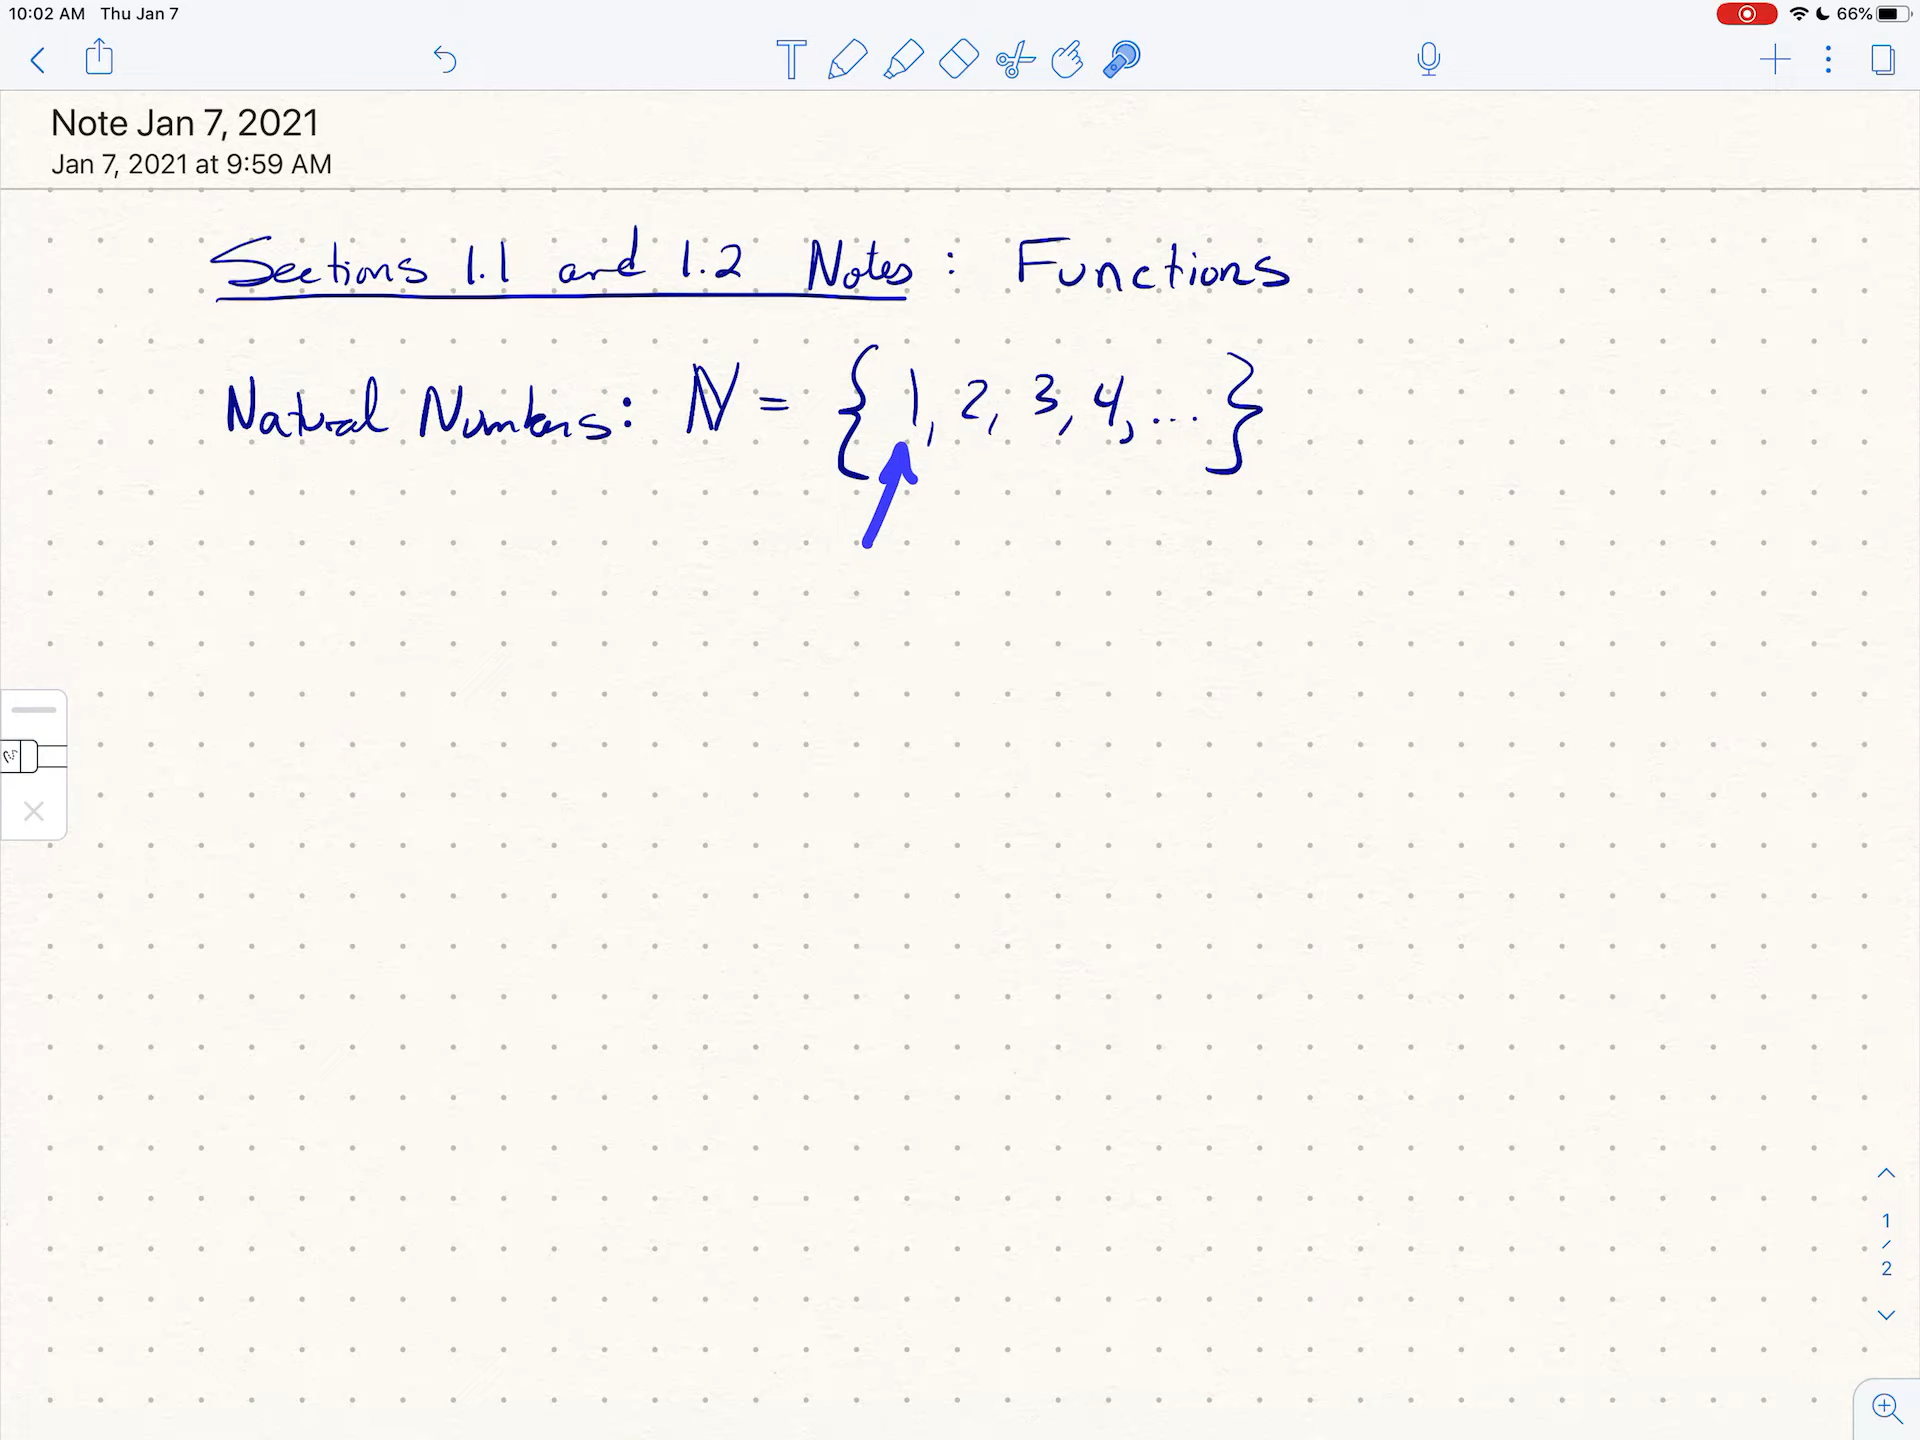 10:02 AM Thu Jan 7
66%
Note Jan 7, 2021
Jan 7, 2021 at 9:59 AM
Sections 1.1 and 1.2 Notes: Functions
Natural Numbers: ℕ = { 1, 2, 3, 4, ... }
1
/
2